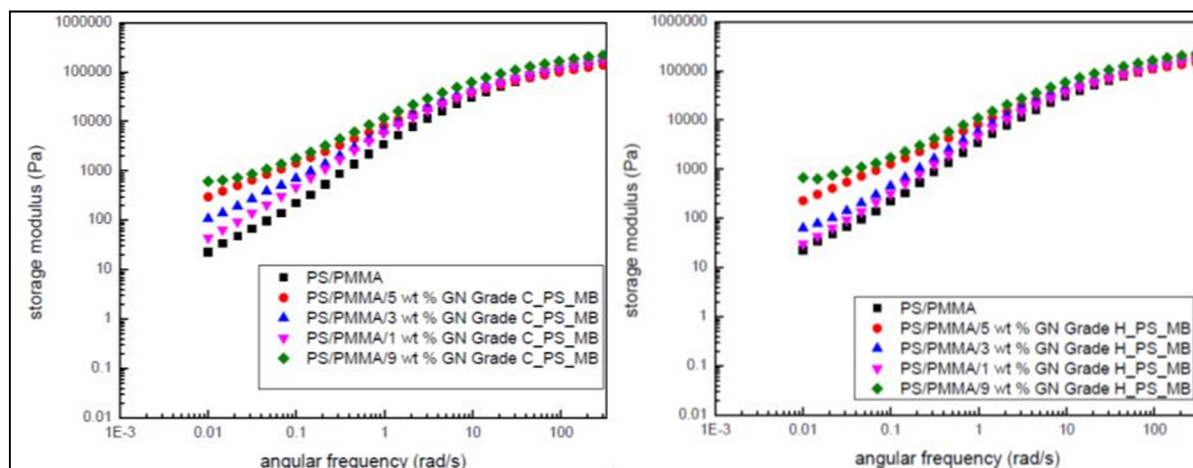 storage modulus (Pa)
1000000
100000
10000
1000
100
10
1
0.1
0.01
1E-3
0.01
0.1
1
10
100
angular frequency (rad/s)
PS/PMMA
PS/PMMA/5 wt % GN Grade C_PS_MB
PS/PMMA/3 wt % GN Grade C_PS_MB
PS/PMMA/1 wt % GN Grade C_PS_MB
PS/PMMA/9 wt % GN Grade C_PS_MB
storage modulus (Pa)
1000000
100000
10000
1000
100
10
1
0.1
0.01
1E-3
0.01
0.1
1
10
100
angular frequency (rad/s)
PS/PMMA
PS/PMMA/5 wt % GN Grade H_PS_MB
PS/PMMA/3 wt % GN Grade H_PS_MB
PS/PMMA/1 wt % GN Grade H_PS_MB
PS/PMMA/9 wt % GN Grade H_PS_MB